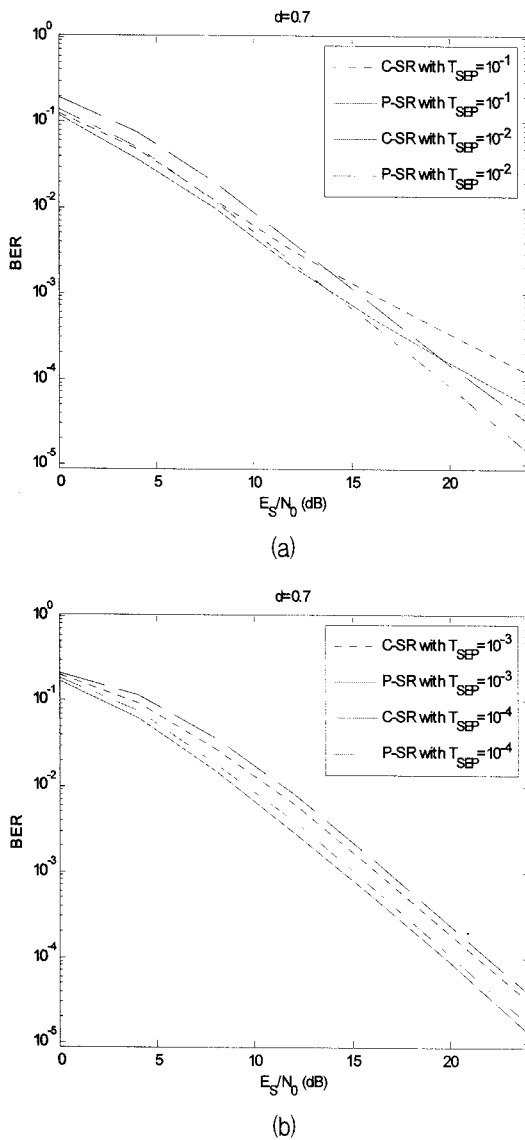 d=0.7
10^0
10^-1
10^-2
10^-3
10^-4
10^-5
BER
C-SR with T_SEP=10^-1
P-SR with T_SEP=10^-1
C-SR with T_SEP=10^-2
P-SR with T_SEP=10^-2
0 5 10 15 20
E_S/N_0 (dB)
(a)
d=0.7
10^0
10^-1
10^-2
10^-3
10^-4
10^-5
BER
C-SR with T_SEP=10^-3
P-SR with T_SEP=10^-3
C-SR with T_SEP=10^-4
P-SR with T_SEP=10^-4
0 5 10 15 20
E_S/N_0 (dB)
(b)